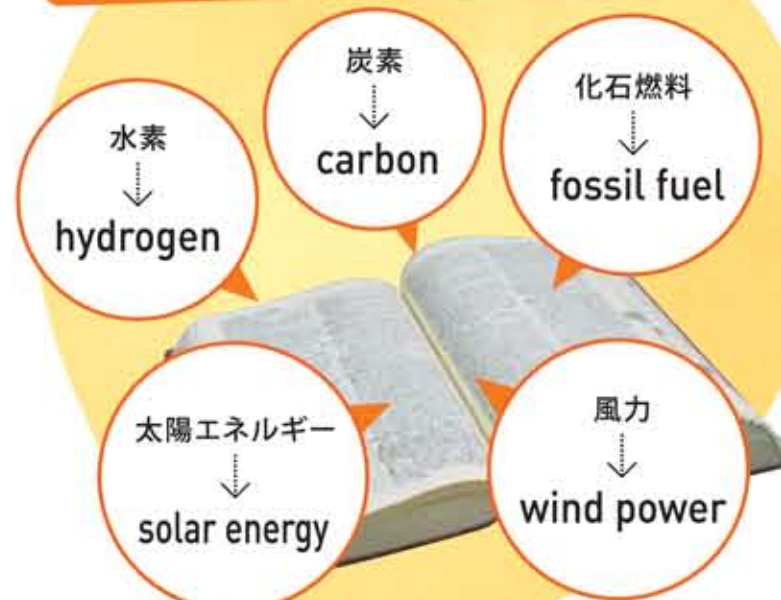 水素
hydrogen
炭素
carbon
化石燃料
fossil fuel
太陽エネルギー
solar energy
風力
wind power